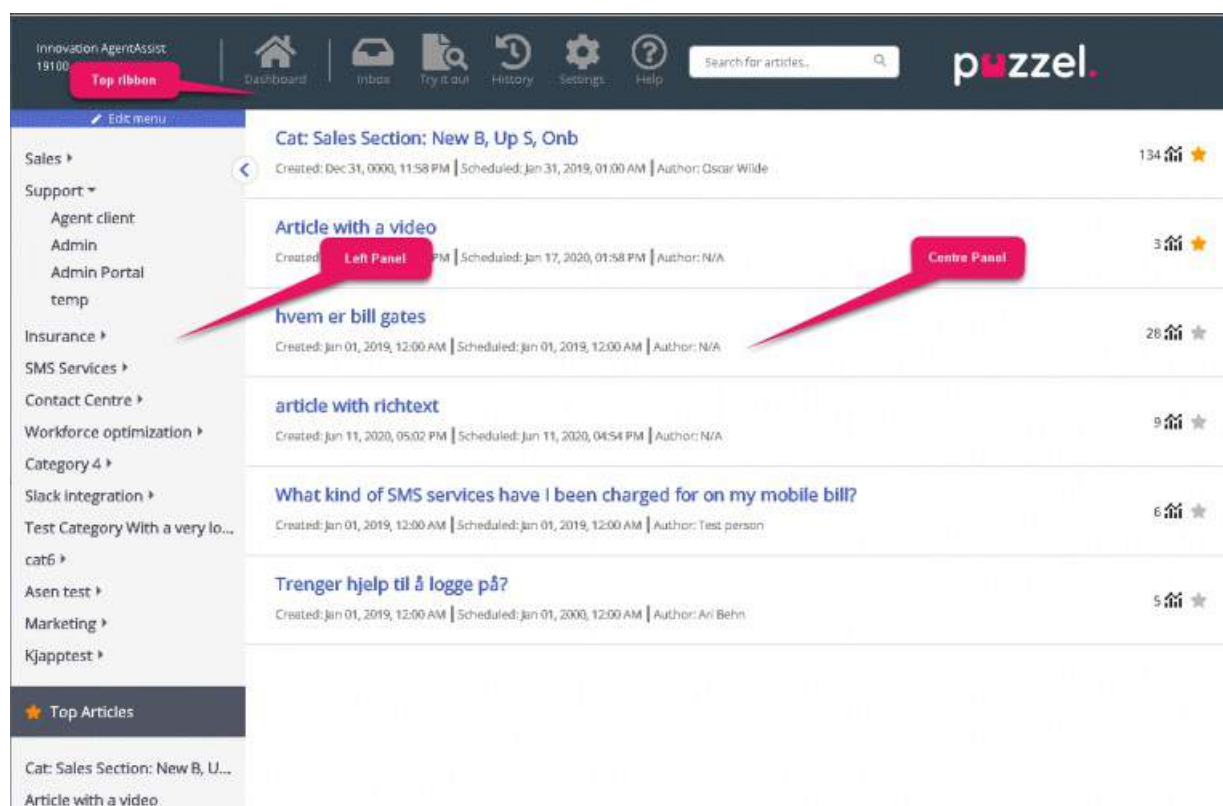 Innovation AgentAssist
19100
Top ribbon
Dashboard
Inbox
Try it out
History
Settings
Help
Search for articles..
puzzel.
Edit menu
Sales
Support
Agent client
Admin
Admin Portal
temp
Insurance
SMS Services
Contact Centre
Workforce optimization
Category 4
Slack integration
Test Category With a very lo...
cat6
Asen test
Marketing
Kjapptest
Top Articles
Cat: Sales Section: New B, U...
Article with a video
Cat: Sales Section: New B, Up S, Onb
Created: Dec 31, 0000, 11:58 PM | Scheduled: Jan 31, 2019, 01:00 AM | Author: Oscar Wilde
134
Article with a video
Created PM | Scheduled: Jan 17, 2020, 01:58 PM | Author: N/A
3
Left Panel
Centre Panel
hvem er bill gates
Created: Jan 01, 2019, 12:00 AM | Scheduled: Jan 01, 2019, 12:00 AM | Author: N/A
28
article with richtext
Created: Jun 11, 2020, 05:02 PM | Scheduled: Jun 11, 2020, 04:54 PM | Author: N/A
9
What kind of SMS services have I been charged for on my mobile bill?
Created: Jan 01, 2019, 12:00 AM | Scheduled: Jan 01, 2019, 12:00 AM | Author: Test person
6
Trenger hjelp til å logge på?
Created: Jan 01, 2019, 12:00 AM | Scheduled: Jan 01, 2000, 12:00 AM | Author: Ari Behn
5